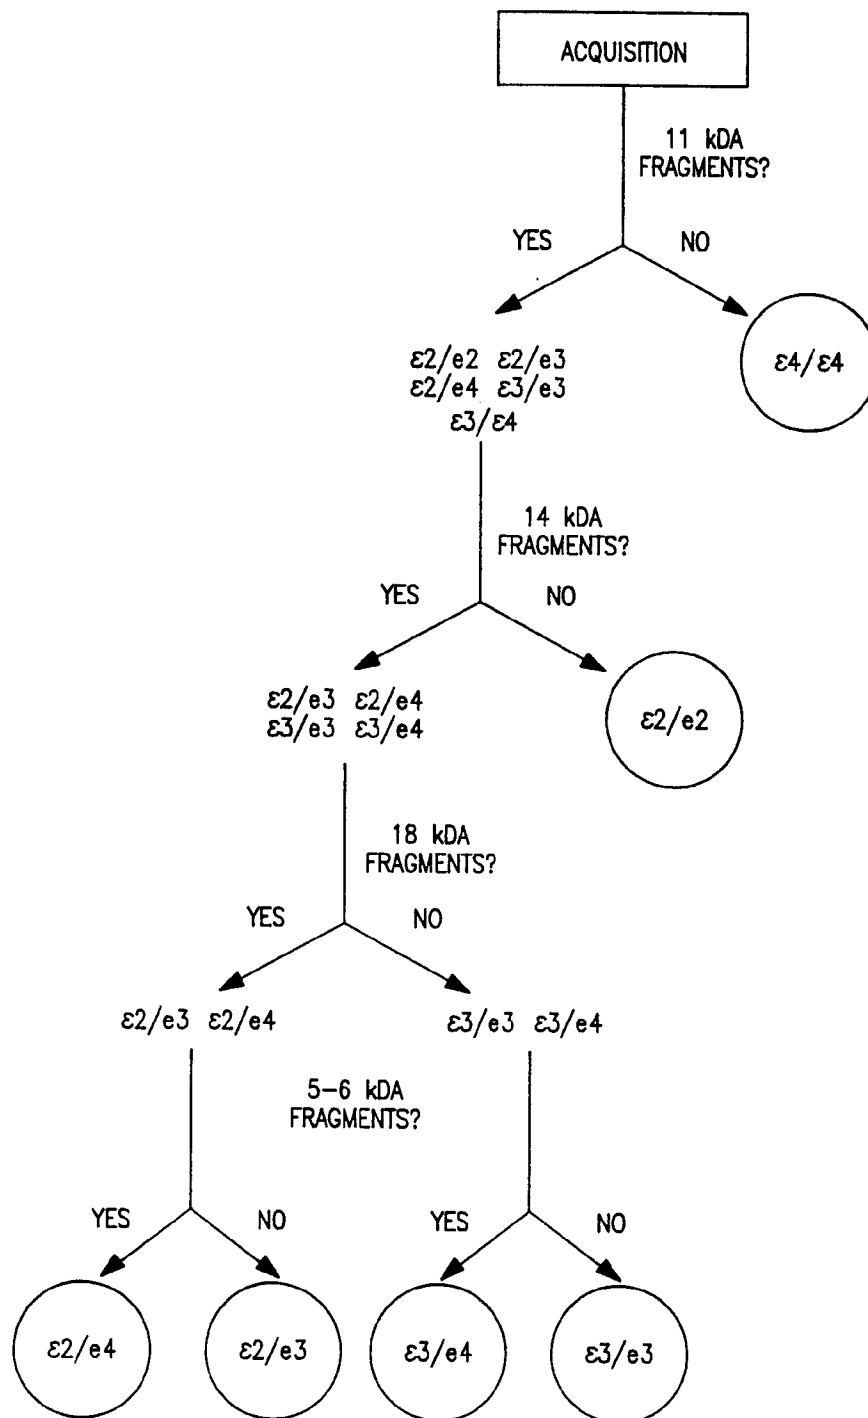 ACQUISITION
11 kDA
FRAGMENTS?
YES NO
ε2/e2 ε2/e3
ε2/e4 ε3/e3
ε3/ε4
ε4/ε4
14 kDA
FRAGMENTS?
YES NO
ε2/e3 ε2/e4
ε3/e3 ε3/e4
ε2/e2
18 kDA
FRAGMENTS?
YES NO
ε2/e3 ε2/e4
ε3/e3 ε3/e4
5-6 kDA
FRAGMENTS?
YES NO
YES NO
ε2/e4
ε2/e3
ε3/e4
ε3/e3